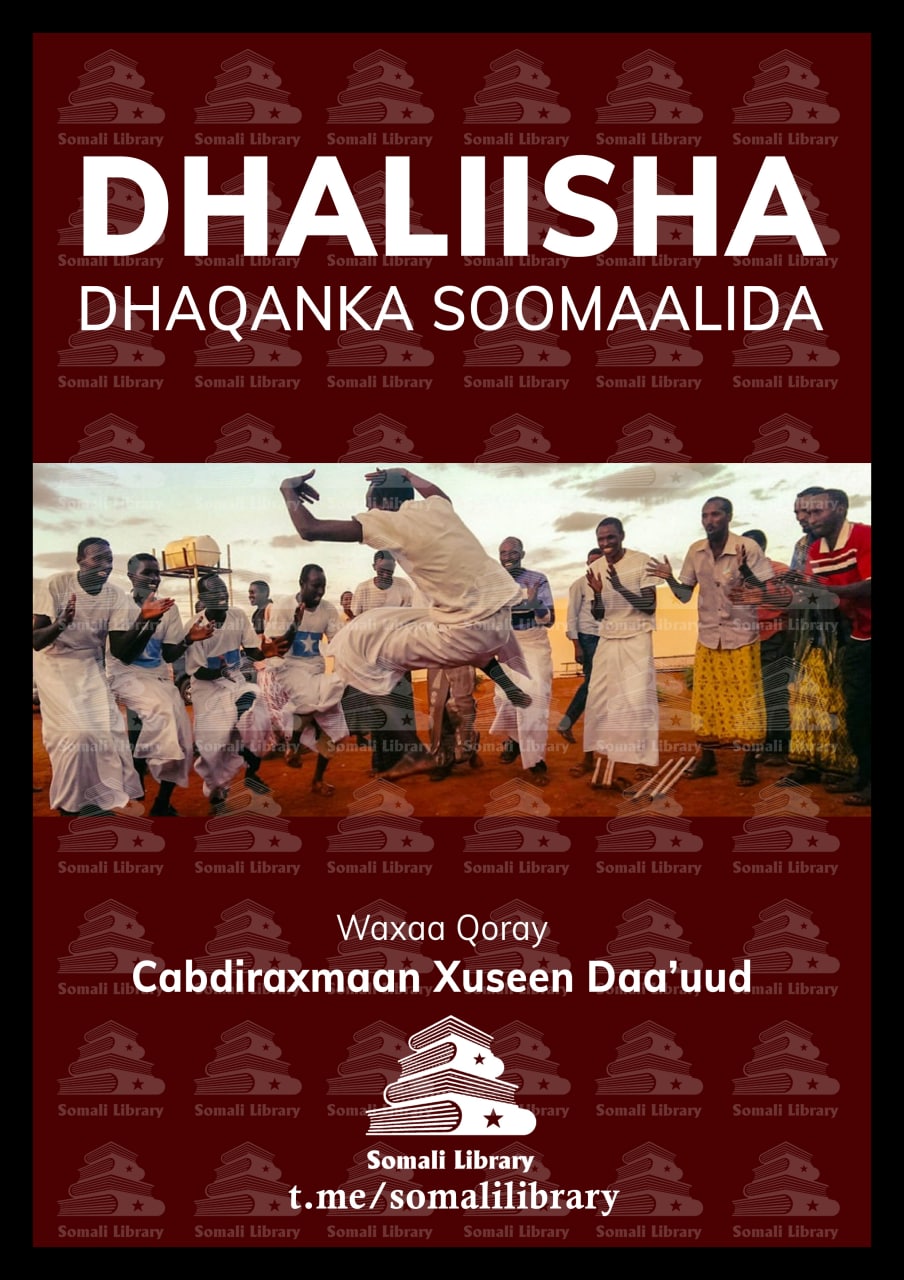 DHALIISHA
DHAQANKA SOOMAALIDA
Waxaa Qoray
Cabdiraxmaan Xuseen Daa’uud
Somali Library
t.me/somalilibrary